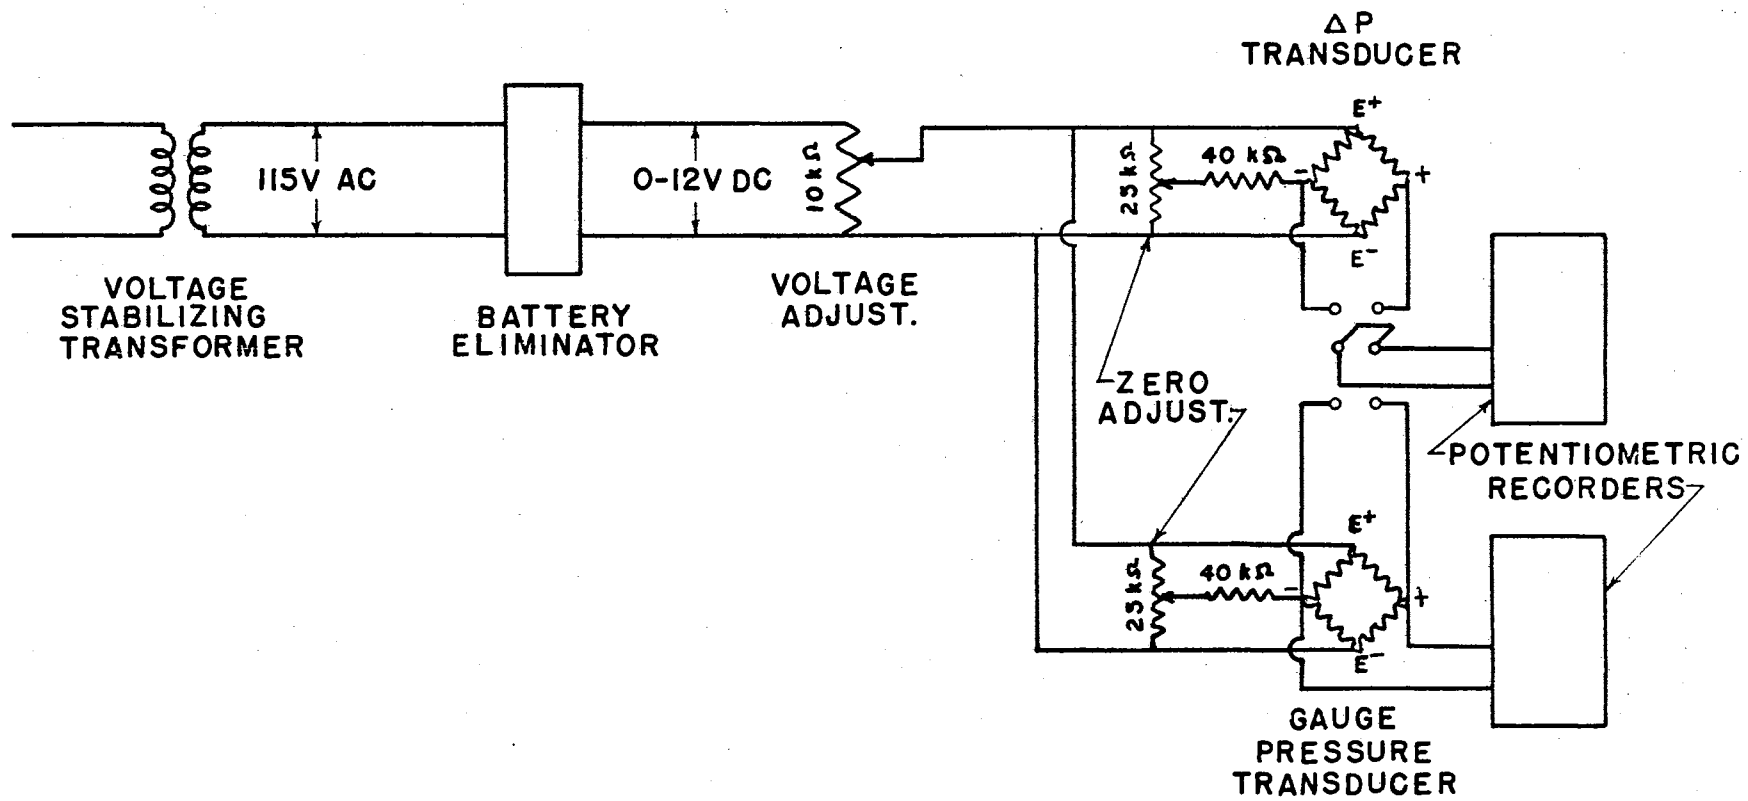 Δ P
TRANSDUCER
E+
40 kΩ
-
+
25 kΩ
115V AC
0-12V DC
10 kΩ
E-
VOLTAGE
STABILIZING
TRANSFORMER
BATTERY
ELIMINATOR
VOLTAGE
ADJUST.
ZERO
ADJUST.
POTENTIOMETRIC
RECORDERS
E+
40 kΩ
-
+
25 kΩ
E-
GAUGE
PRESSURE
TRANSDUCER